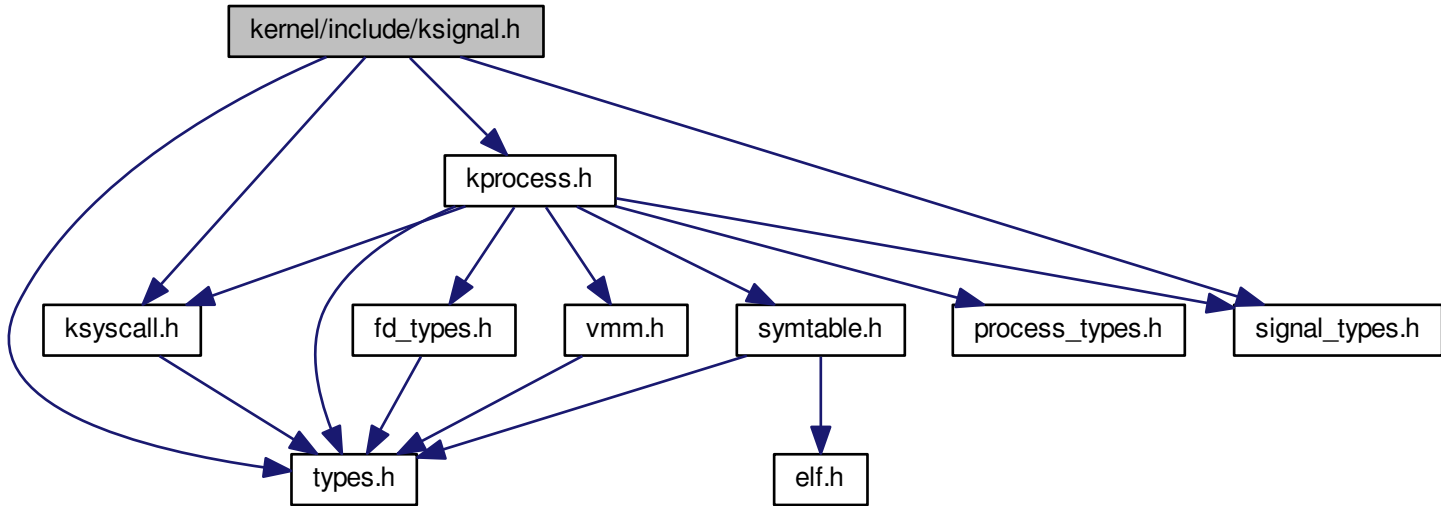 kernel/include/ksignal.h
kprocess.h
ksyscall.h
fd_types.h
vmm.h
symtable.h
process_types.h
signal_types.h
types.h
elf.h